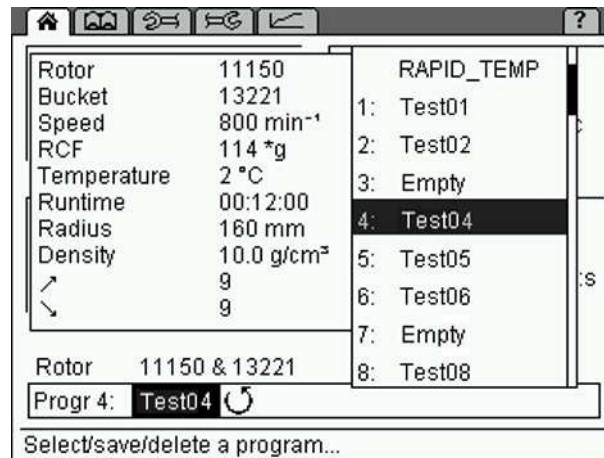 ?
Rotor 11150
Bucket 13221
Speed 800 min⁻¹
RCF 114 *g
Temperature 2 °C
Runtime 00:12:00
Radius 160 mm
Density 10.0 g/cm³
↗ 9
↘ 9
RAPID_TEMP
1: Test01
2: Test02
3: Empty
4: Test04
5: Test05
6: Test06
7: Empty
8: Test08
:s
Rotor 11150 & 13221
Progr 4: Test04
Select/save/delete a program...